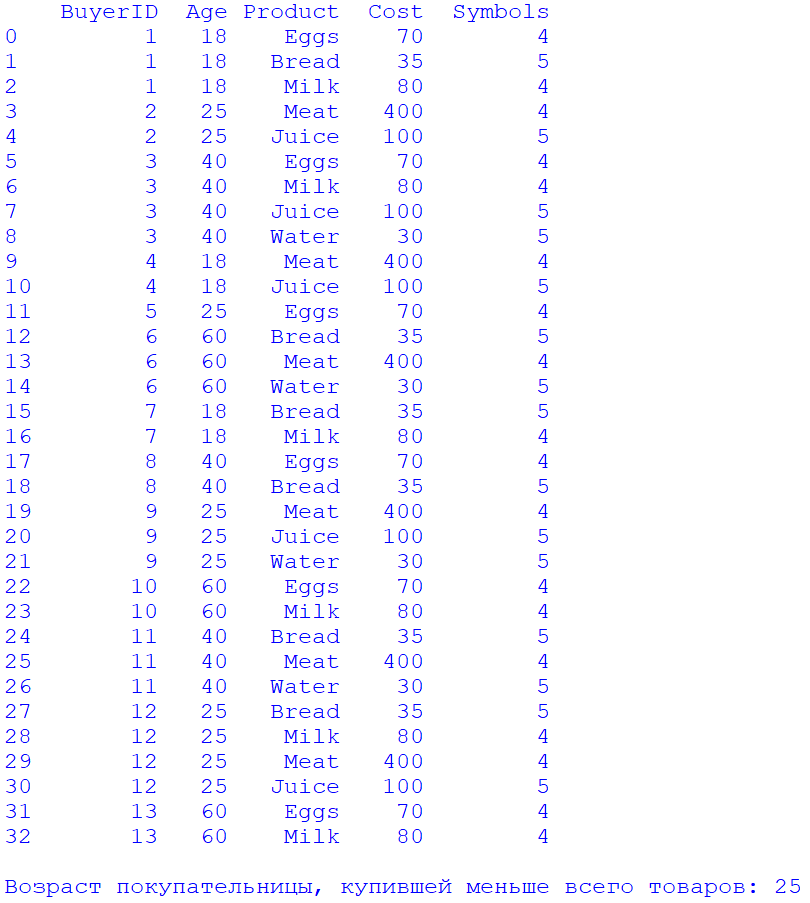 BuyerID Age Product Cost Symbols
0 1 18 Eggs 70 4
1 1 18 Bread 35 5
2 1 18 Milk 80 4
3 2 25 Meat 400 4
4 2 25 Juice 100 5
5 3 40 Eggs 70 4
6 3 40 Milk 80 4
7 3 40 Juice 100 5
8 3 40 Water 30 5
9 4 18 Meat 400 4
10 4 18 Juice 100 5
11 5 25 Eggs 70 4
12 6 60 Bread 35 5
13 6 60 Meat 400 4
14 6 60 Water 30 5
15 7 18 Bread 35 5
16 7 18 Milk 80 4
17 8 40 Eggs 70 4
18 8 40 Bread 35 5
19 9 25 Meat 400 4
20 9 25 Juice 100 5
21 9 25 Water 30 5
22 10 60 Eggs 70 4
23 10 60 Milk 80 4
24 11 40 Bread 35 5
25 11 40 Meat 400 4
26 11 40 Water 30 5
27 12 25 Bread 35 5
28 12 25 Milk 80 4
29 12 25 Meat 400 4
30 12 25 Juice 100 5
31 13 60 Eggs 70 4
32 13 60 Milk 80 4
Возраст покупательницы, купившей меньше всего товаров: 25